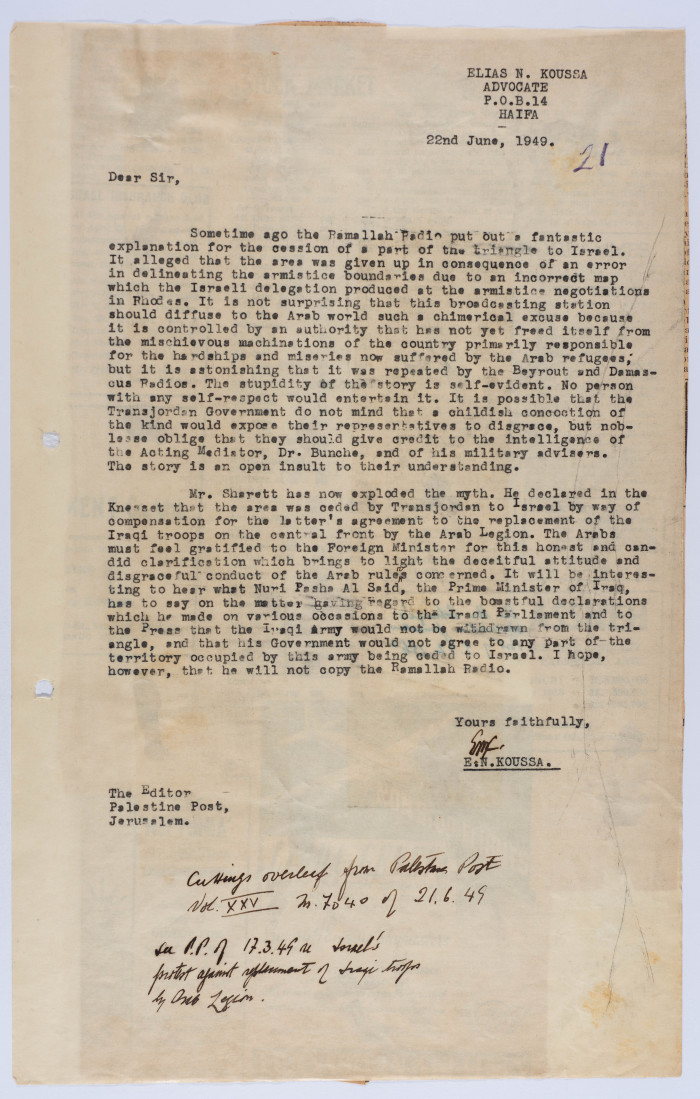 ELIAS N. KOUSSA
ADVOCATE
P.O.B.14
HAIFA
22nd June, 1949.
21
Dear Sir,
Sometime ago the Ramallah Radio put out a fantastic
explanation for the cession of a part of the triangle to Israel.
It alleged that the area was given up in consequence of an error
in delineating the armistice boundaries due to an incorrect map
which the Israeli delegation produced at the armistice negotiations
in Rhodes. It is not surprising that this broadcasting station
should diffuse to the Arab world such a chimerical excuse because
it is controlled by an authority that has not yet freed itself from
the mischievous machinations of the country primarily responsible
for the hardships and miseries now suffered by the Arab refugees,
but it is astonishing that it was repeated by the Beyrout and Damas-
cus Radios. The stupidity of the story is self-evident. No person
with any self-respect would entertain it. It is possible that the
Transjordan Government do not mind that a childish concoction of
the kind would expose their representatives to disgrace, but nob-
lesse oblige that they should give credit to the intelligence of
the Acting Mediator, Dr. Bunche, and of his military advisers.
The story is an open insult to their understanding.
Mr. Sharett has now exploded the myth. He declared in the
Knesset that the area was ceded by Transjordan to Israel by way of
compensation for the latter's agreement to the replacement of the
Iraqi troops on the central front by the Arab Legion. The Arabs
must feel gratified to the Foreign Minister for this honest and can-
did clarification which brings to light the deceitful attitude and
disgraceful conduct of the Arab rulers concerned. It will be interes-
ting to hear what Nuri Pasha Al Said, the Prime Minister of Iraq,
has to say on the matter having regard to the boastful declarations
which he made on various occasions to the Iraqi Parliament and to
the Press that the Iraqi Army would not be withdrawn from the tri-
angle, and that his Government would not agree to any part of the
territory occupied by this army being ceded to Israel. I hope,
however, that he will not copy the Ramallah Radio.
Yours faithfully,
E.N.KOUSSA.
The Editor
Palestine Post,
Jerusalem.
Cuttings overleaf from Palestine Post
Vol. XXV No. 7040 of 21.6.49
see P.P. of 17.3.49 re Israel's
protest against replacement of Iraqi troops
by Arab Legion.